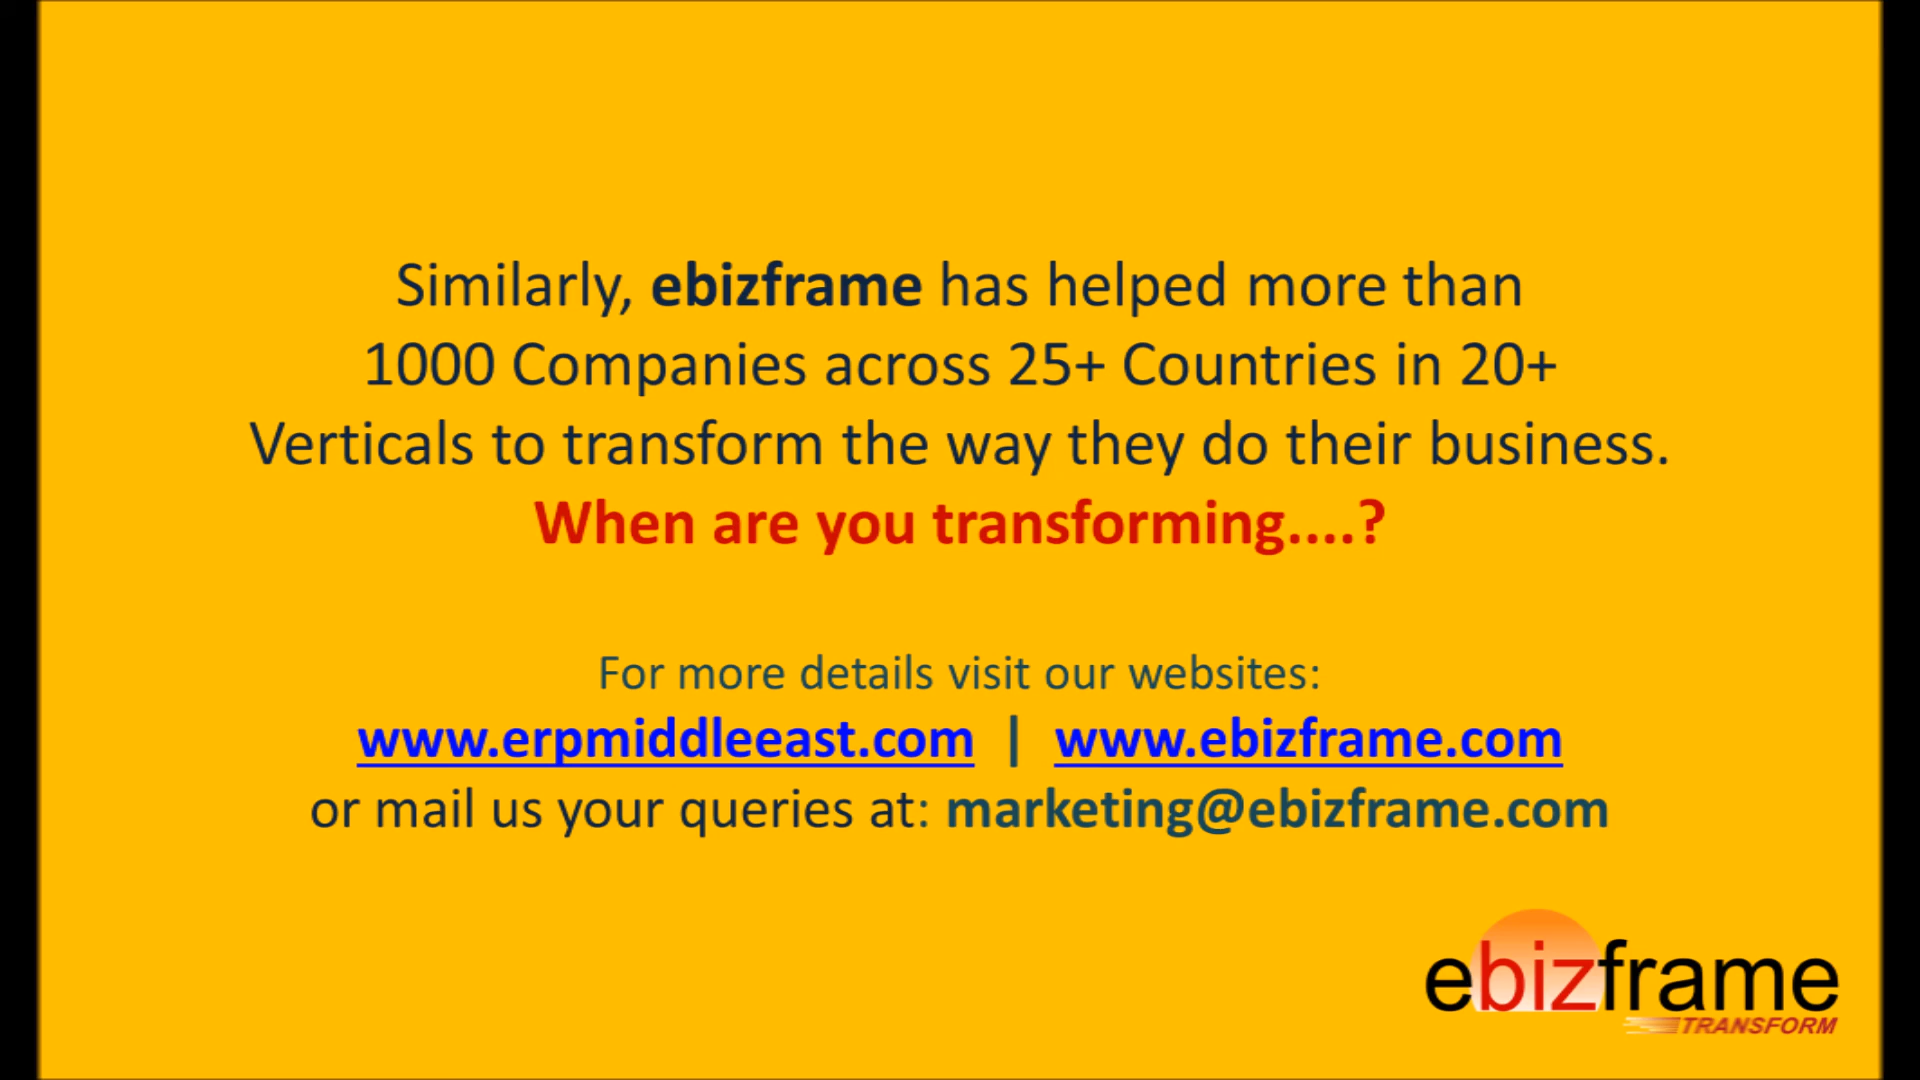 Similarly, ebizframe has helped more than
1000 Companies across 25+ Countries in 20+
Verticals to transform the way they do their business.
When are you transforming....?
For more details visit our websites:
www.erpmiddleeast.com | www.ebizframe.com
or mail us your queries at: marketing@ebizframe.com
ebizframe
TRANSFORM